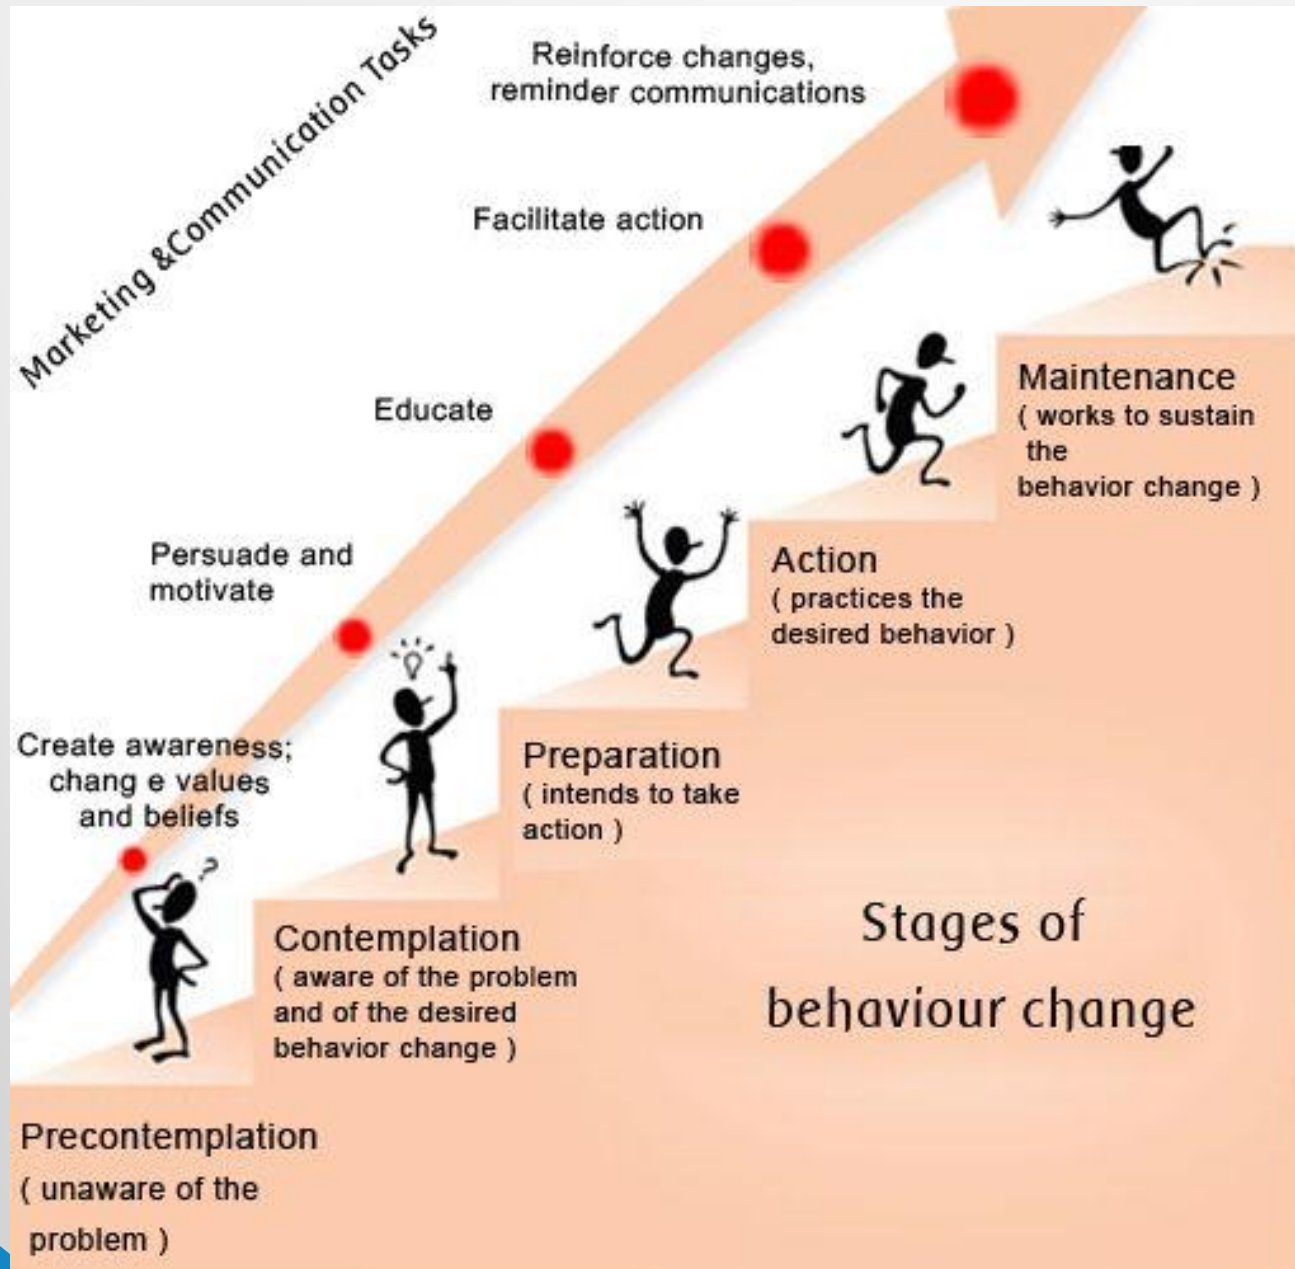 Marketing &Communication Tasks
Reinforce changes,
reminder communications
Facilitate action
Educate
Persuade and
motivate
Create awareness;
chang e values
and beliefs
?
Maintenance
( works to sustain
the
behavior change )
Action
( practices the
desired behavior )
Preparation
( intends to take
action )
Contemplation
( aware of the problem
and of the desired
behavior change )
Precontemplation
( unaware of the
problem )
Stages of
behaviour change